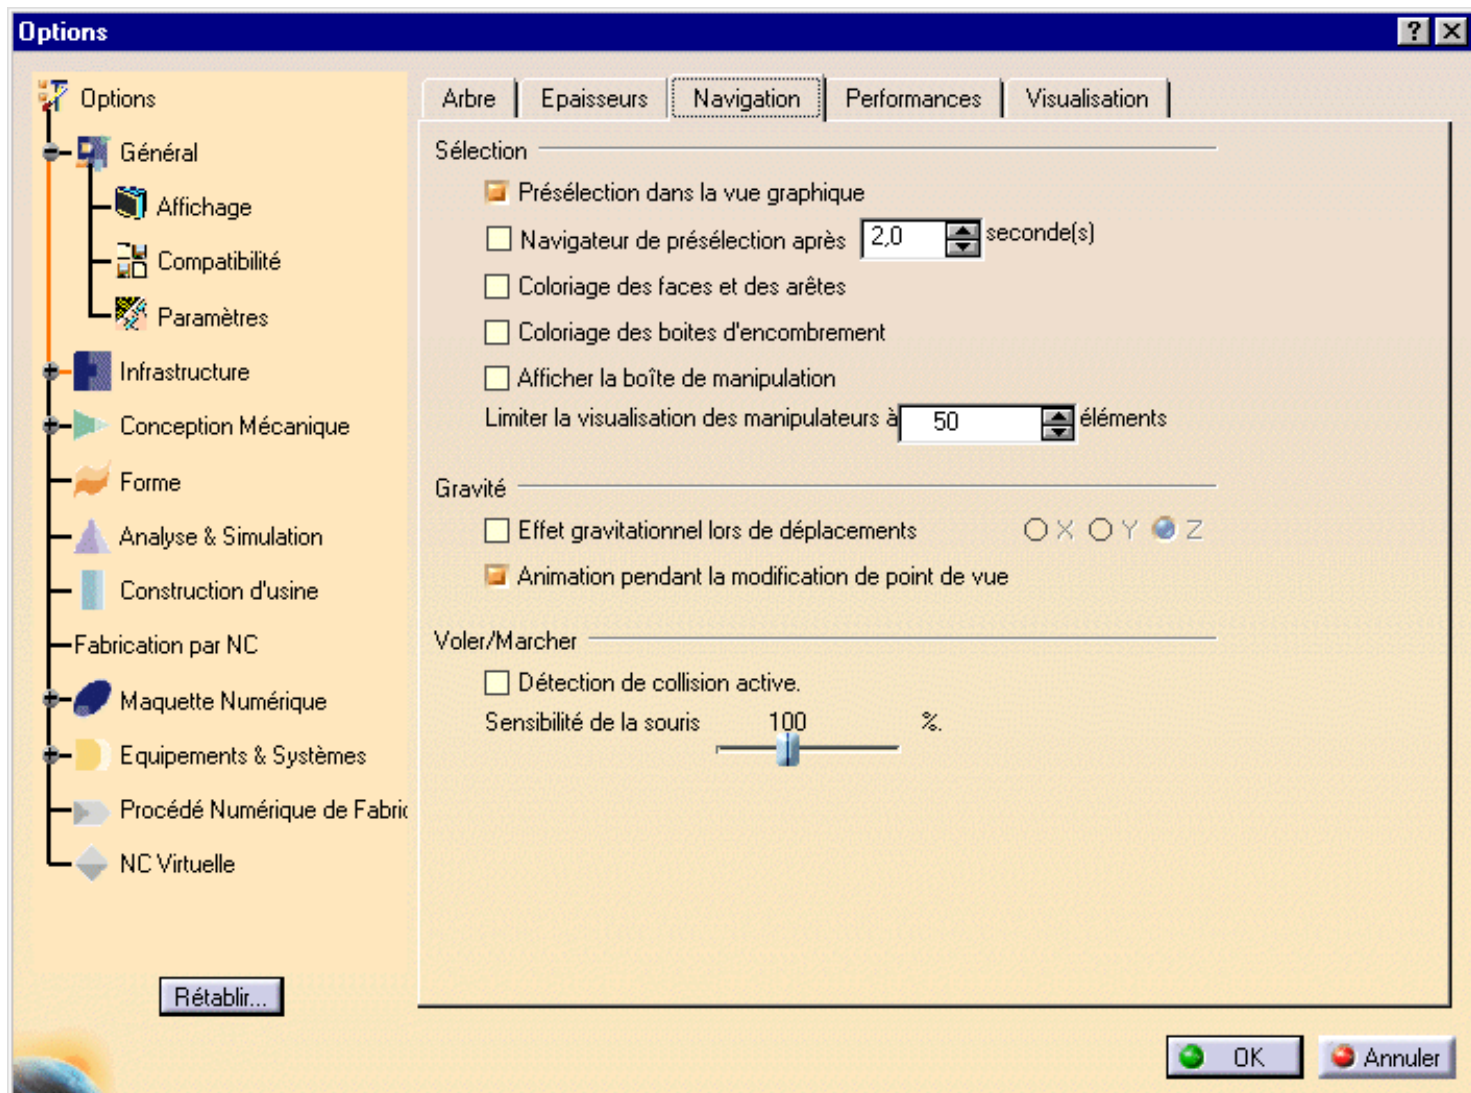 Options
Options
Général
Affichage
Compatibilité
Paramètres
Infrastructure
Conception Mécanique
Forme
Analyse & Simulation
Construction d'usine
Fabrication par NC
Maquette Numérique
Equipements & Systèmes
Procédé Numérique de Fabric
NC Virtuelle
Rétablir...
Arbre Epaisseurs Navigation Performances Visualisation
Sélection
Présélection dans la vue graphique
Navigateur de présélection après 2,0 seconde(s)
Coloriage des faces et des arêtes
Coloriage des boites d'encombrement
Afficher la boîte de manipulation
Limiter la visualisation des manipulateurs à 50 éléments
Gravité
Effet gravitationnel lors de déplacements X Y Z
Animation pendant la modification de point de vue
Voler/Marcher
Détection de collision active.
Sensibilité de la souris 100 %.
OK Annuler